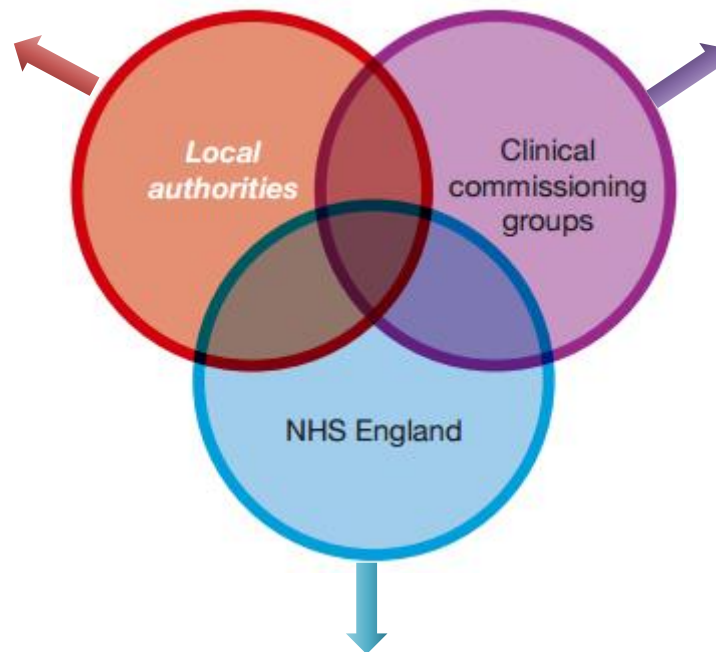 Local
authorities
Clinical
commissioning
groups
NHS England